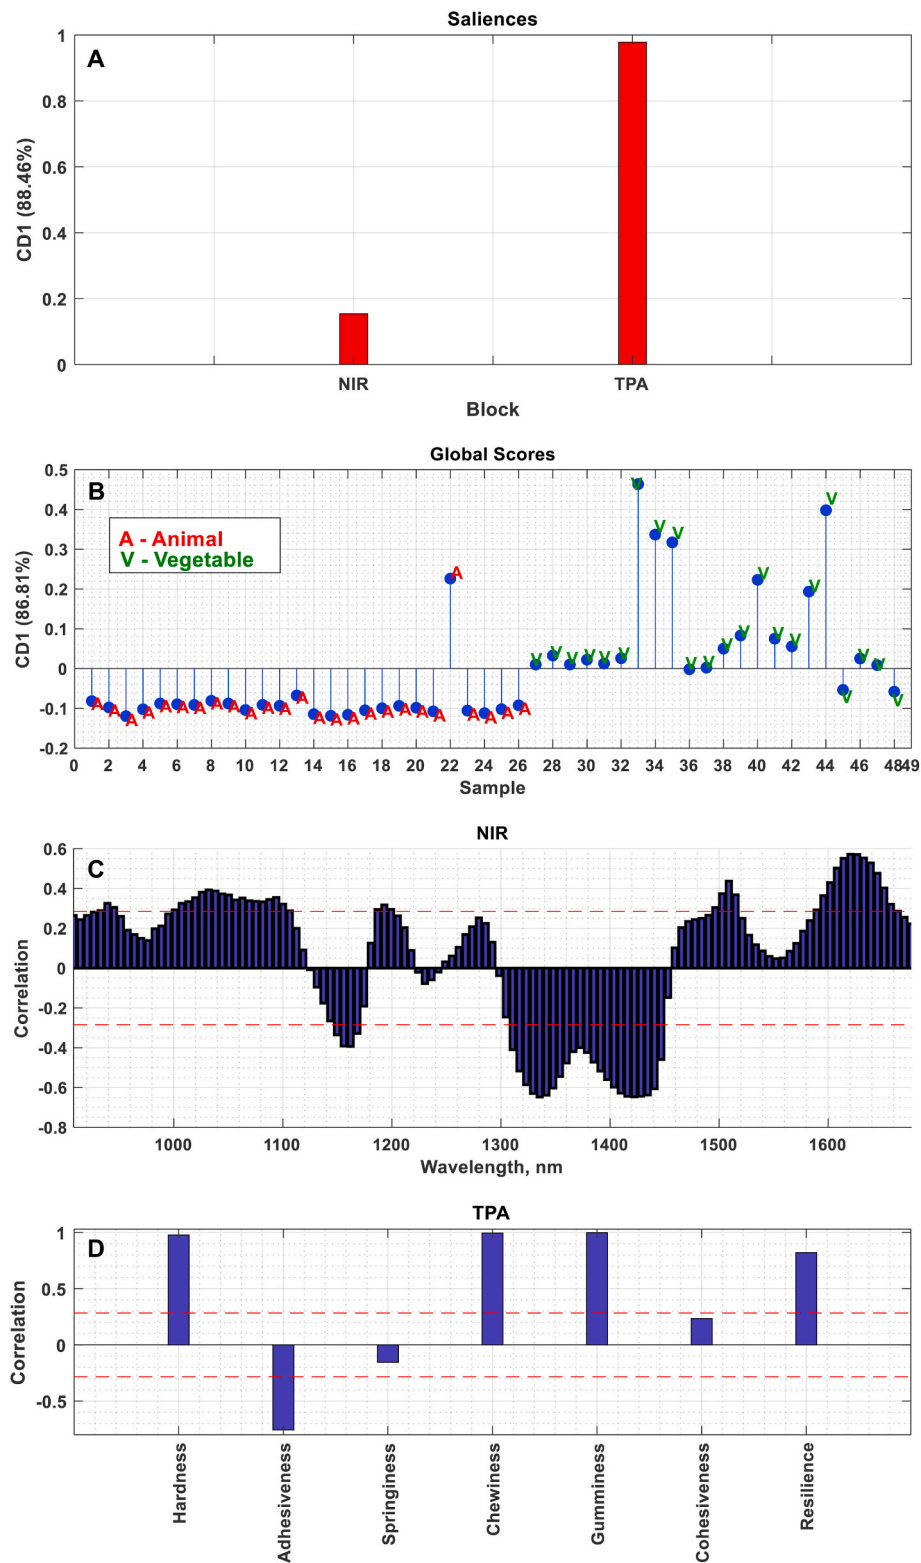 Saliences
A
1
0.8
0.6
0.4
0.2
0
CD1 (88.46%)
NIR
TPA
Block
Global Scores
B
A - Animal
V - Vegetable
0.5
0.4
0.3
0.2
0.1
0
-0.1
-0.2
CD1 (86.81%)
A A A A A A A A A A A A A A A A A A A A A A A A A A V V V V V V V V V V V V V V V V V V V V V V
0 2 4 6 8 10 12 14 16 18 20 22 24 26 28 30 32 34 36 38 40 42 44 46 48 49
Sample
NIR
C
0.6
0.4
0.2
0
-0.2
-0.4
-0.6
-0.8
Correlation
1000 1100 1200 1300 1400 1500 1600
Wavelength, nm
TPA
D
1
0.5
0
-0.5
Correlation
Hardness
Adhesiveness
Springiness
Chewiness
Gumminess
Cohesiveness
Resilience